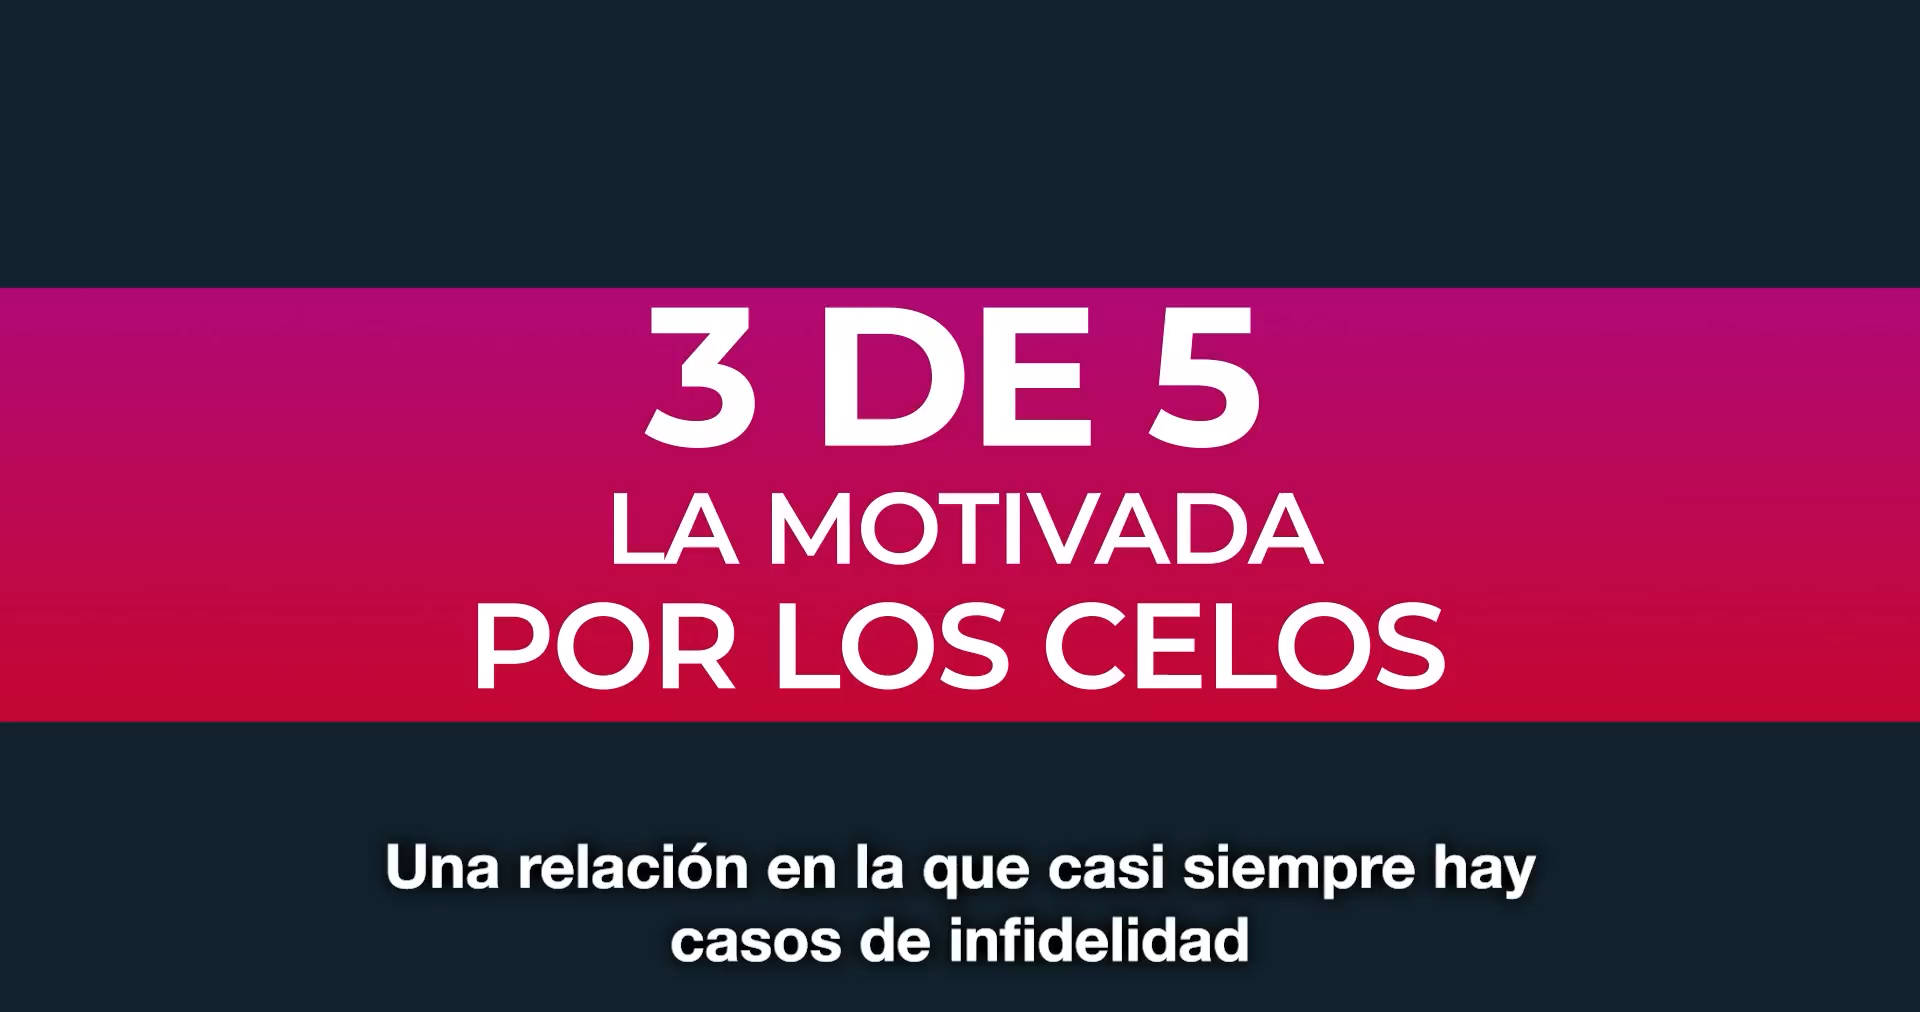 3 DE 5
LA MOTIVADA
POR LOS CELOS
Una relación en la que casi siempre hay
casos de infidelidad